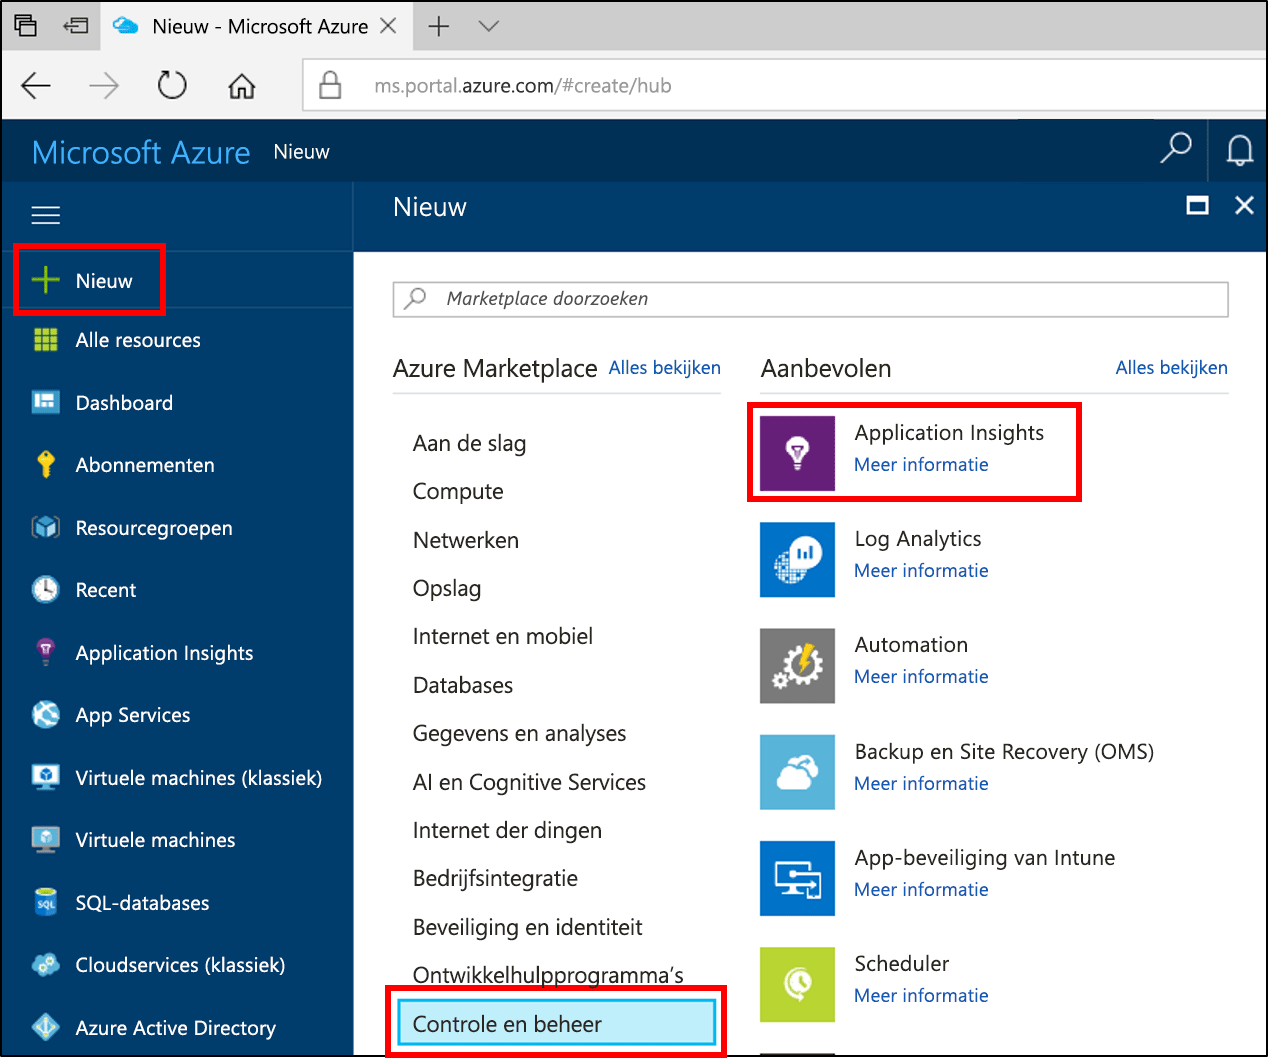 Nieuw - Microsoft Azure
ms.portal.azure.com/#create/hub
Microsoft Azure Nieuw
Nieuw
Nieuw
Alle resources
Dashboard
Abonnementen
Resourcegroepen
Recent
Application Insights
App Services
Virtuele machines (klassiek)
Virtuele machines
SQL
SQL-databases
Cloudservices (klassiek)
Azure Active Directory
Marketplace doorzoeken
Azure Marketplace Alles bekijken
Aan de slag
Compute
Netwerken
Opslag
Internet en mobiel
Databases
Gegevens en analyses
AI en Cognitive Services
Internet der dingen
Bedrijfsintegratie
Beveiliging en identiteit
Ontwikkelhulpprogramma’s
Controle en beheer
Aanbevolen Alles bekijken
Application Insights
Meer informatie
Log Analytics
Meer informatie
Automation
Meer informatie
Backup en Site Recovery (OMS)
Meer informatie
App-beveiliging van Intune
Meer informatie
Scheduler
Meer informatie